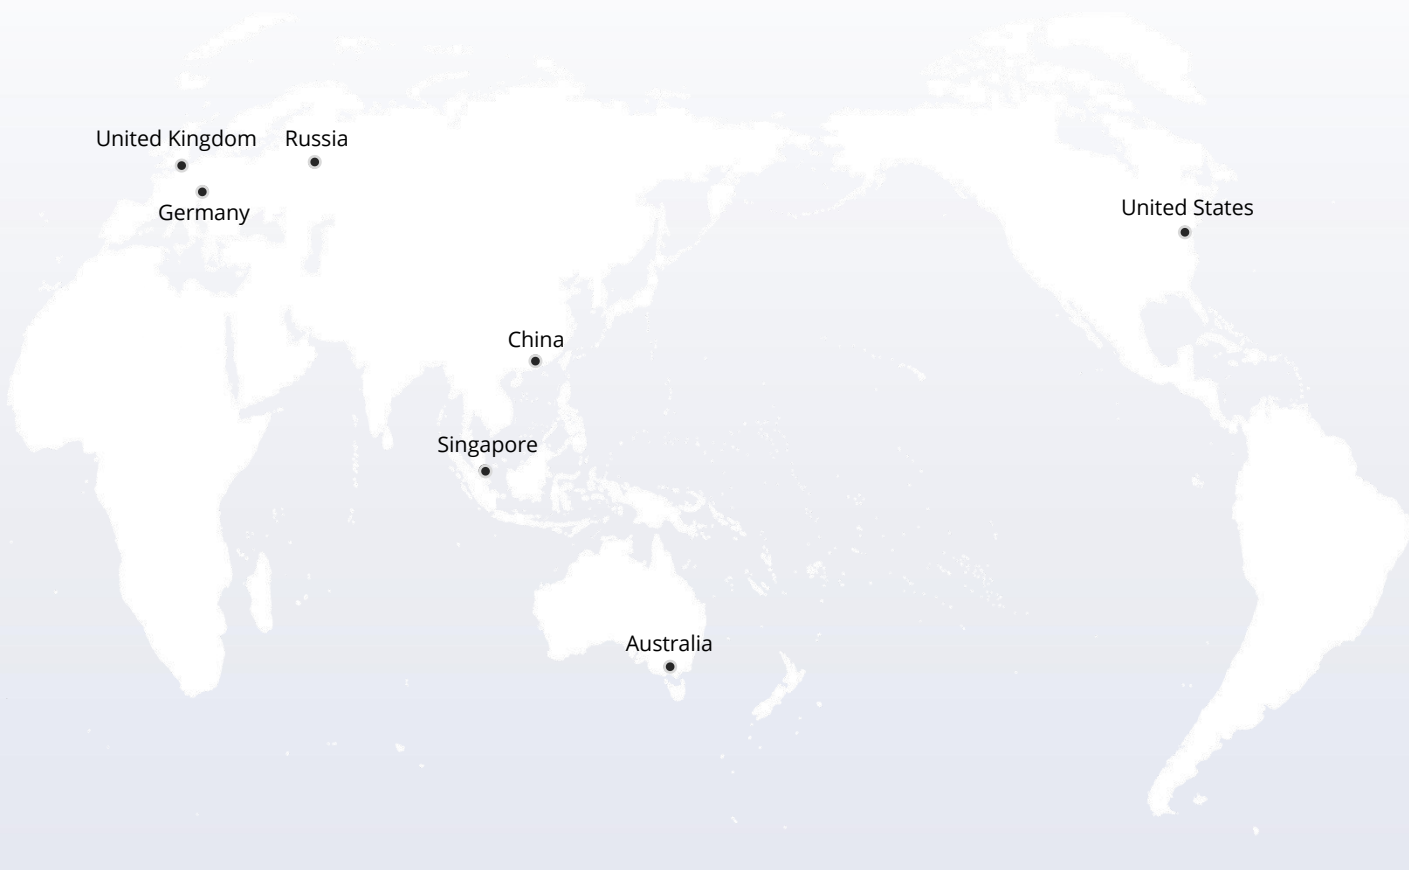 United Kingdom
Russia
Germany
United States
China
Singapore
Australia